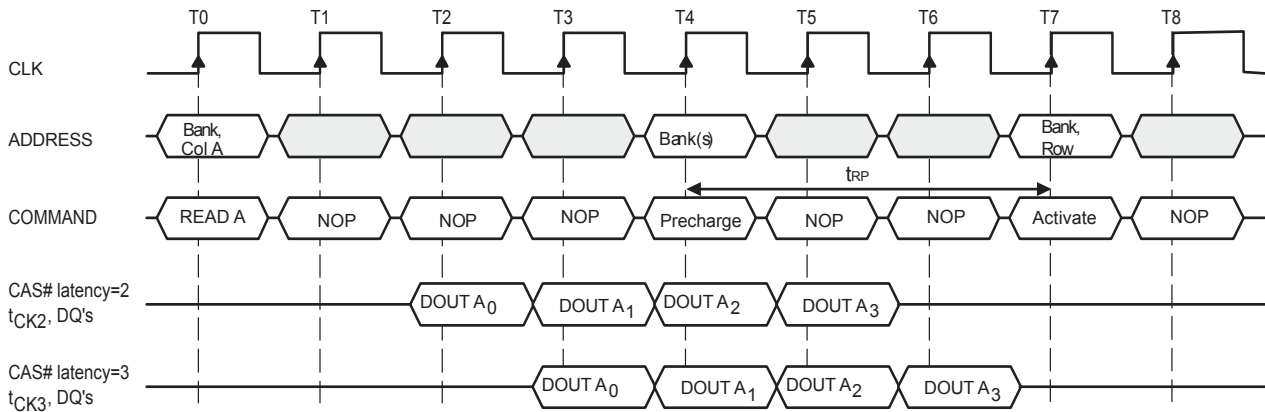 T0 T1 T2 T3 T4 T5 T6 T7 T8
CLK
ADDRESS
Bank,
Col A
Bank(s)
Bank,
Row
tRP
COMMAND
READ A NOP NOP NOP Precharge NOP NOP Activate NOP
CAS# latency=2
tCK2, DQ's
DOUT A0 DOUT A1 DOUT A2 DOUT A3
CAS# latency=3
tCK3, DQ's
DOUT A0 DOUT A1 DOUT A2 DOUT A3